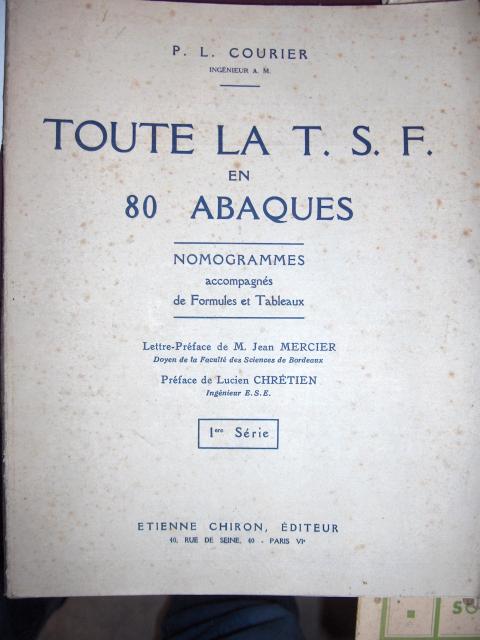 P. L. COURIER
INGÉNIEUR A. M.
TOUTE LA T. S. F.
EN
80 ABAQUES
NOMOGRAMMES
accompagnés
de Formules et Tableaux
Lettre-Préface de M. Jean MERCIER
Doyen de la Faculté des Sciences de Bordeaux
Préface de Lucien CHRÉTIEN
Ingénieur E.S.E.
1ere Série
ETIENNE CHIRON, ÉDITEUR
40, RUE DE SEINE, 40 - PARIS VIe